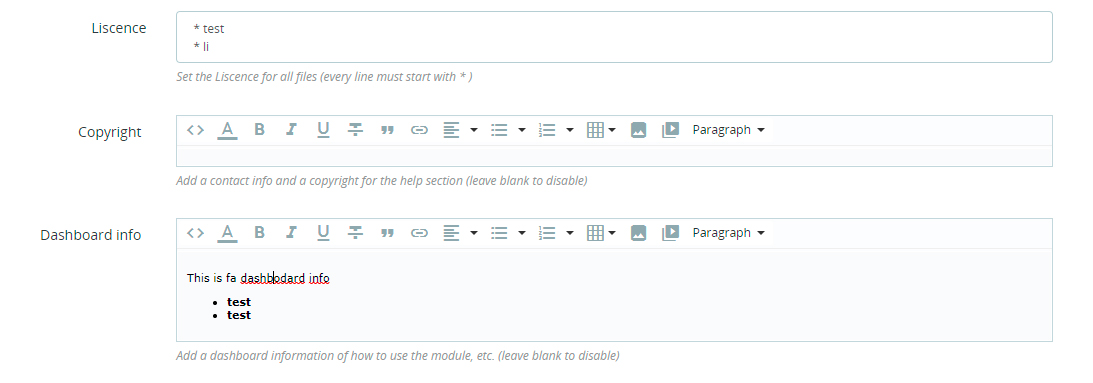 Liscence
* test
* li
Set the Liscence for all files (every line must start with * )
Copyright
Paragraph
Add a contact info and a copyright for the help section (leave blank to disable)
Dashboard info
Paragraph
This is fa dashbodard info
• test
• test
Add a dashboard information of how to use the module, etc. (leave blank to disable)